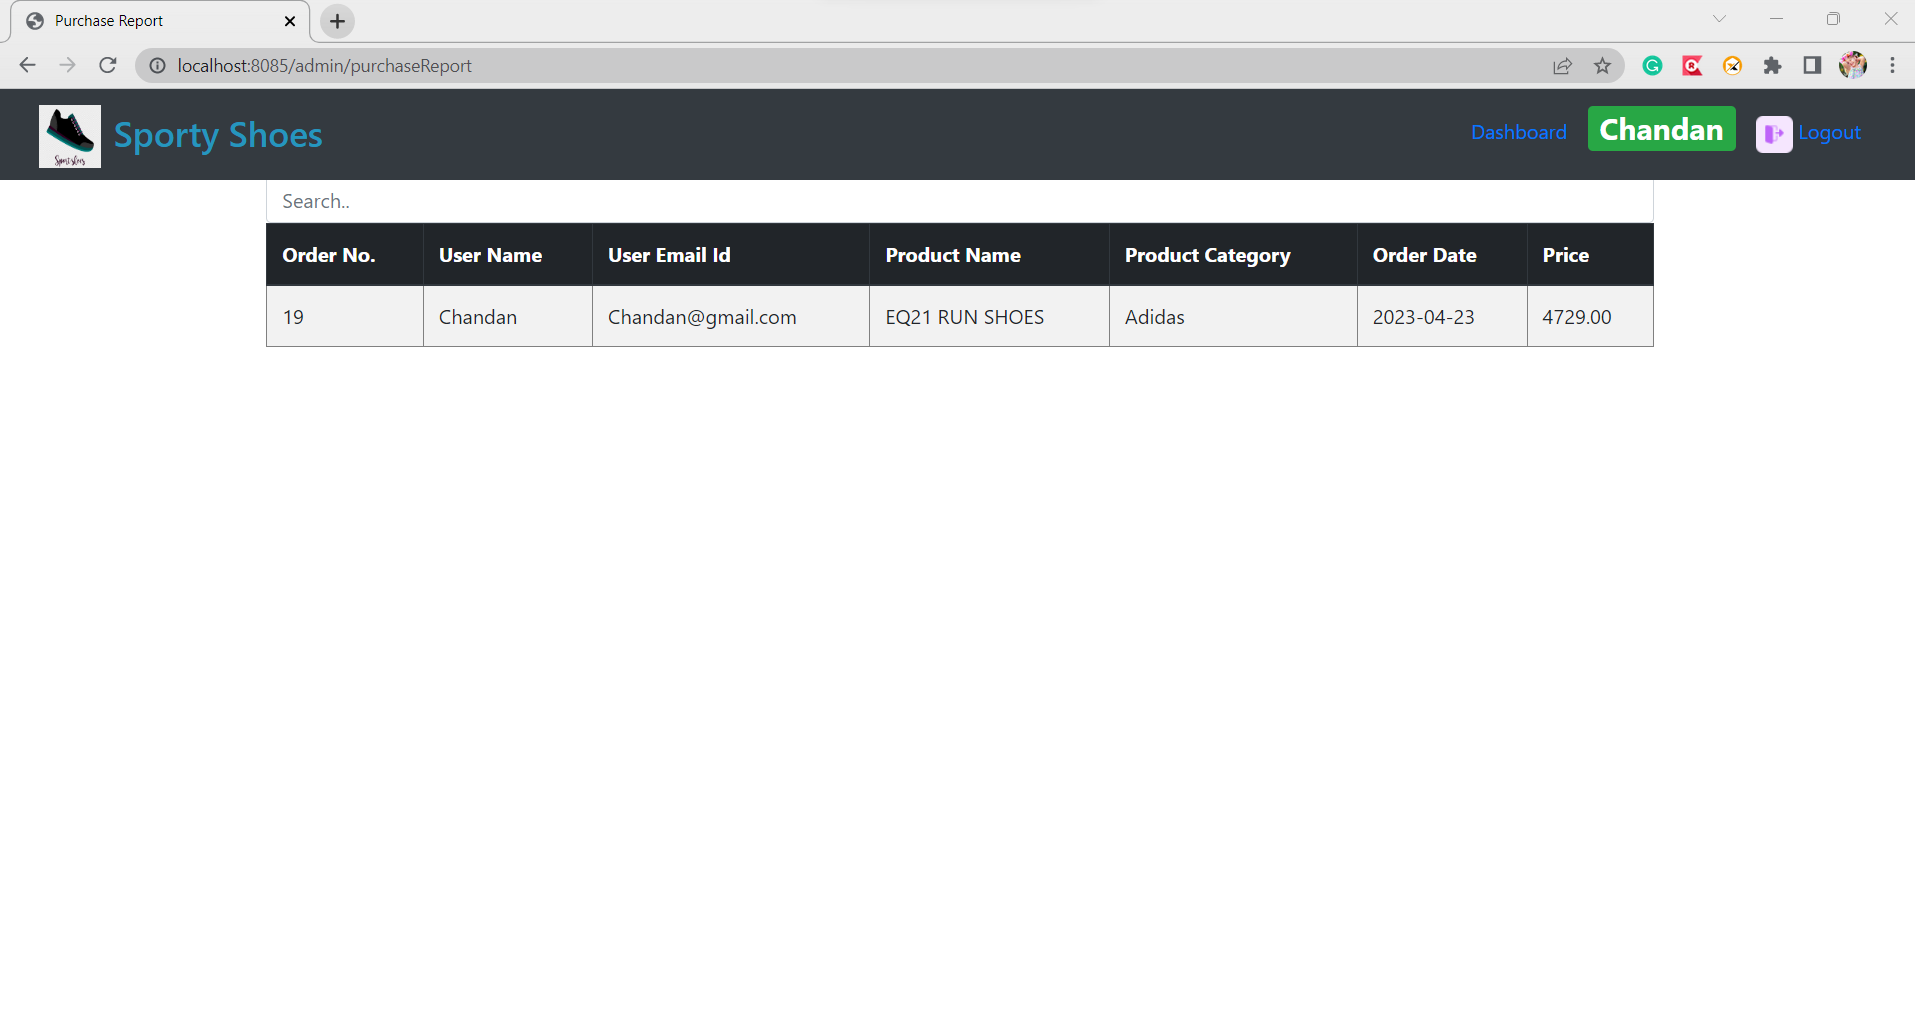 Purchase Report
localhost:8085/admin/purchaseReport
Sporty Shoes
Dashboard Chandan Logout
Search..
Order No. User Name User Email Id Product Name Product Category Order Date Price
19 Chandan Chandan@gmail.com EQ21 RUN SHOES Adidas 2023-04-23 4729.00